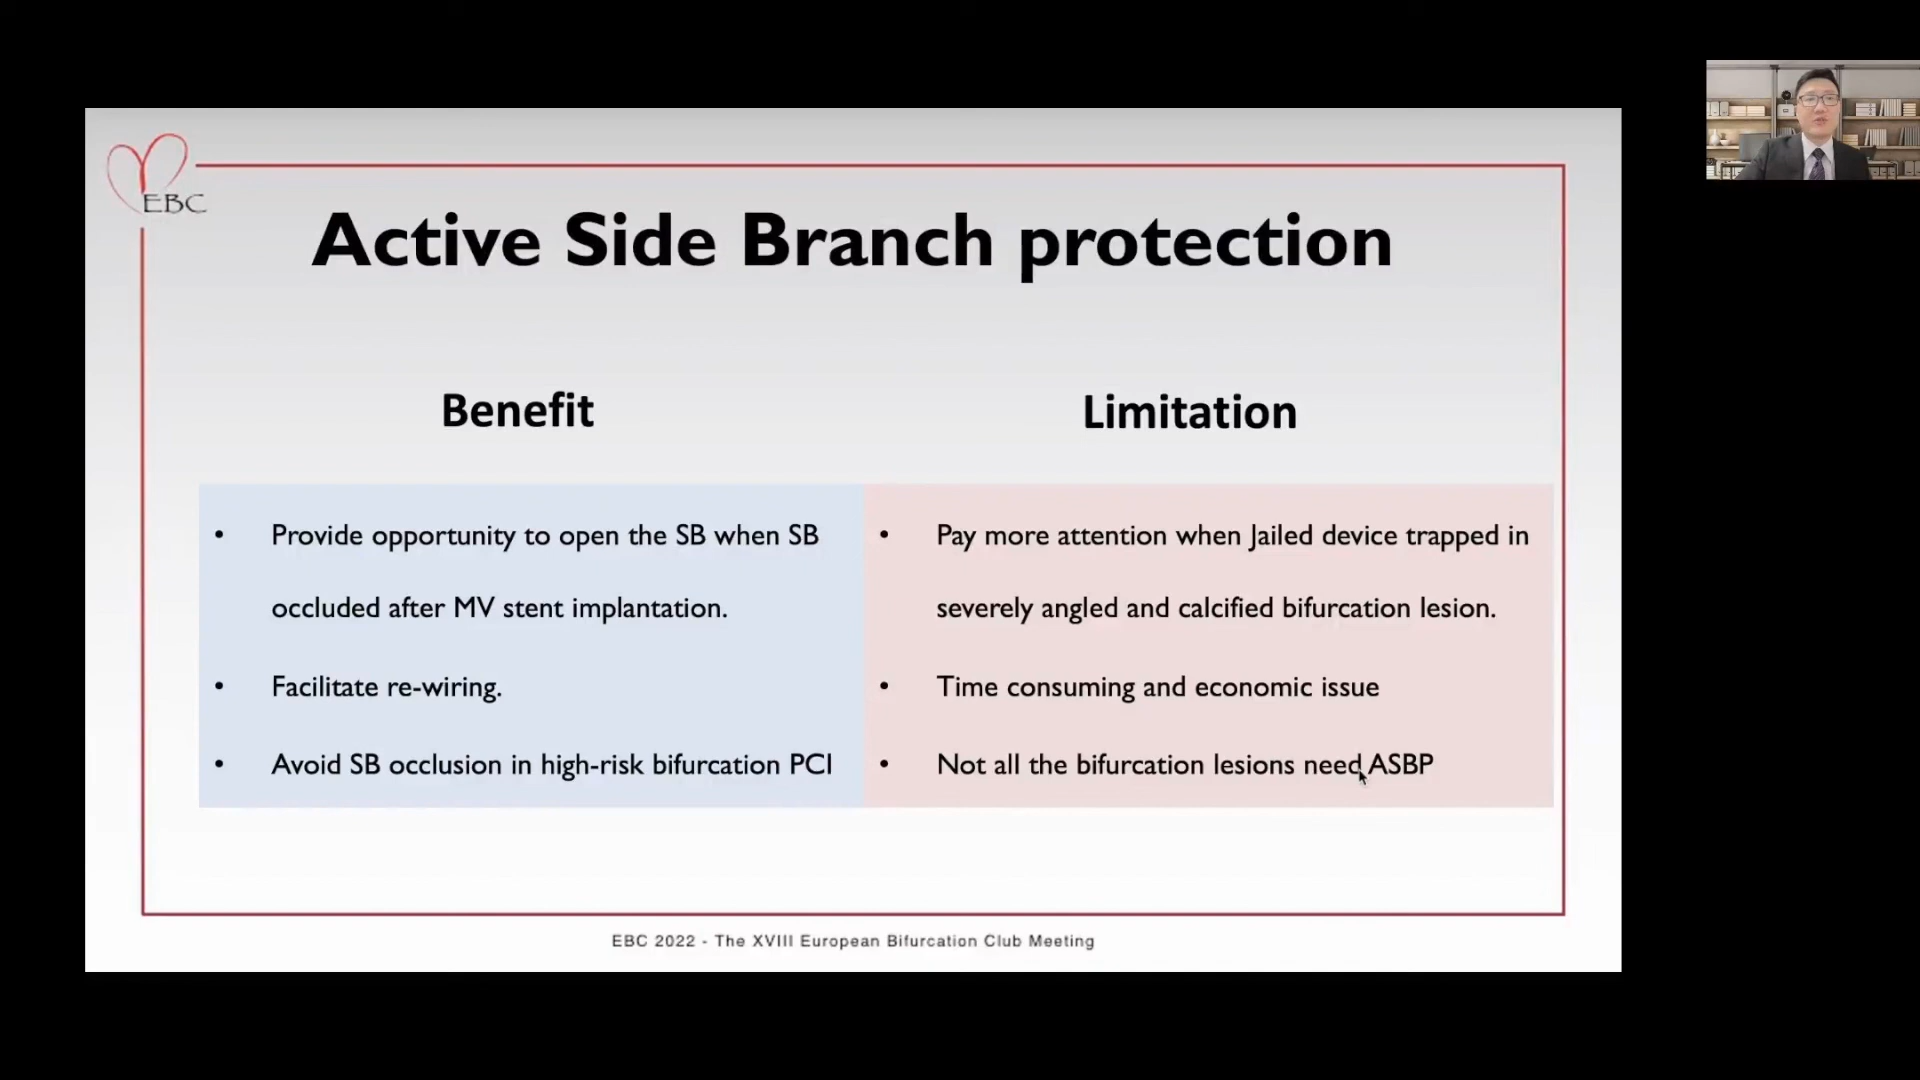 EBC
Active Side Branch protection
Benefit
Limitation
• Provide opportunity to open the SB when SB
occluded after MV stent implantation.
• Facilitate re-wiring.
• Avoid SB occlusion in high-risk bifurcation PCI
• Pay more attention when Jailed device trapped in
severely angled and calcified bifurcation lesion.
• Time consuming and economic issue
• Not all the bifurcation lesions need ASBP
EBC 2022 - The XVIII European Bifurcation Club Meeting